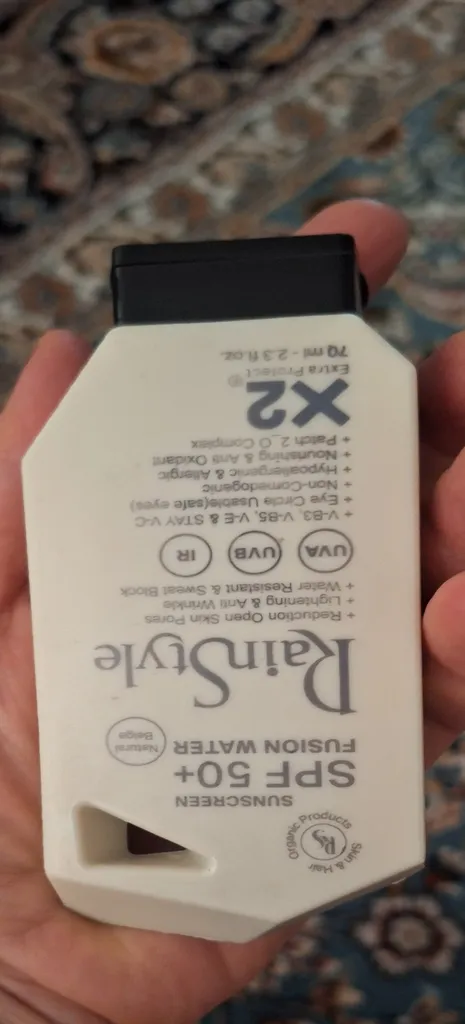 Organic Products
RS
Skin & Hair
SUNSCREEN
SPF 50+
FUSION WATER
Natural
Beige
RainStyle
+ Reduction Open Skin Pores
+ Lightening & Anti Wrinkle
+ Water Resistant & Sweat Block
UVA UVB IR
+ V-B3, V-B5, V-E & STAY V-C
+ Eye Circle Usable(safe eyes)
+ Non-Comedogenic
+ Hypoallergenic & Allergic
+ Nourishing & Anti Oxidant
+ Patch 2_O Complex
X2®
Extra Protect
70 ml - 2.3 fl oz.